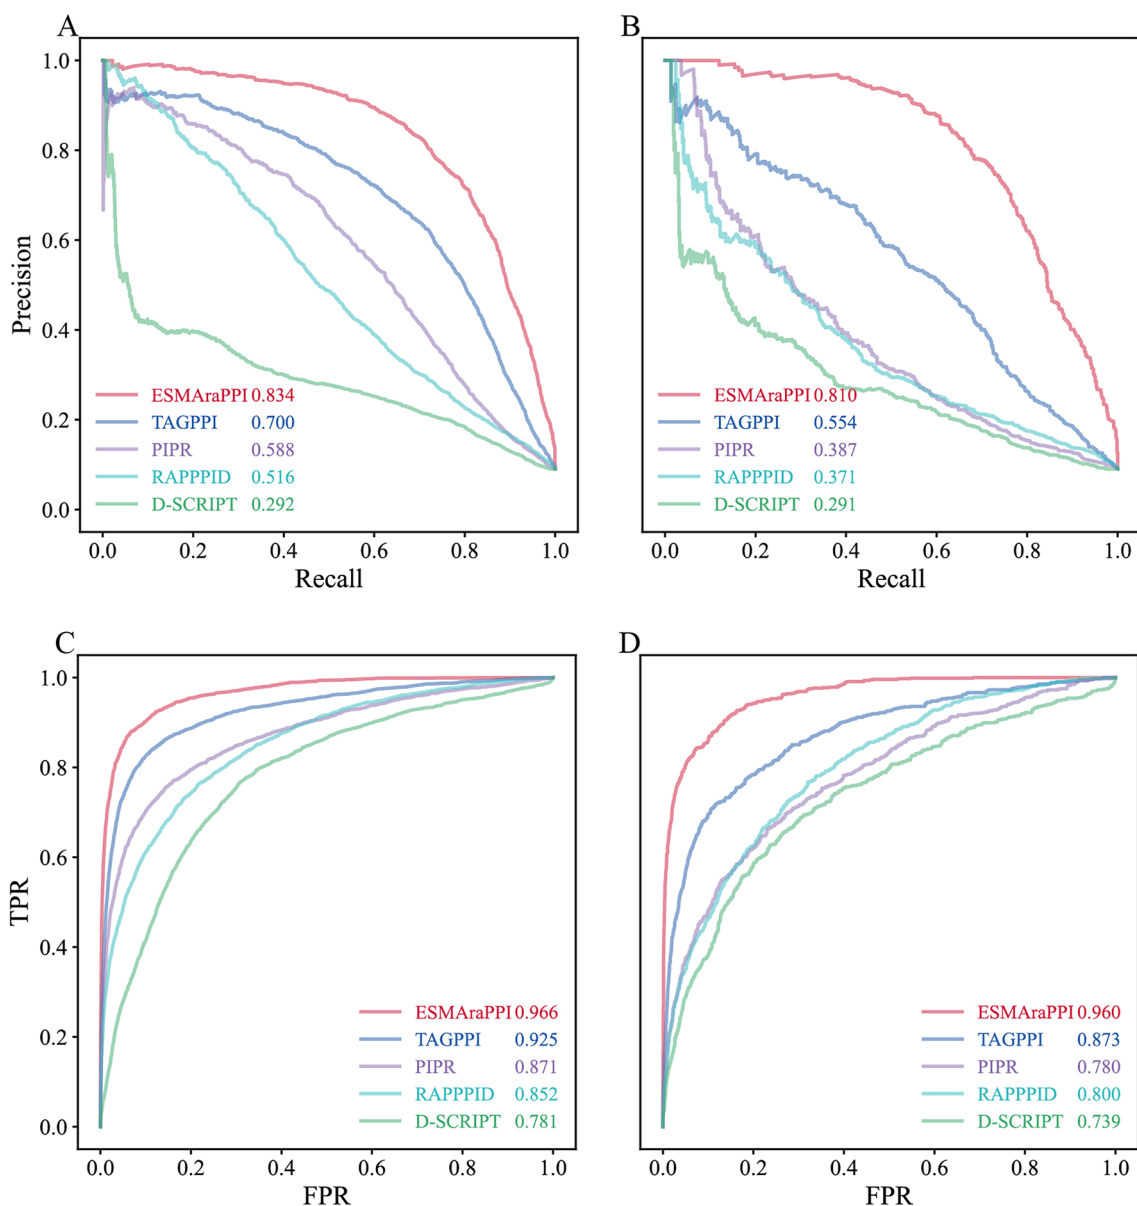 A
1.0
0.8
0.6
0.4
0.2
0.0
Precision
ESMAraPPI 0.834
TAGPPI 0.700
PIPR 0.588
RAPPPID 0.516
D-SCRIPT 0.292
0.0 0.2 0.4 0.6 0.8 1.0
Recall
B
ESMAraPPI 0.810
TAGPPI 0.554
PIPR 0.387
RAPPPID 0.371
D-SCRIPT 0.291
0.0 0.2 0.4 0.6 0.8 1.0
Recall
C
1.0
0.8
0.6
0.4
0.2
0.0
TPR
ESMAraPPI 0.966
TAGPPI 0.925
PIPR 0.871
RAPPPID 0.852
D-SCRIPT 0.781
0.0 0.2 0.4 0.6 0.8 1.0
FPR
D
ESMAraPPI 0.960
TAGPPI 0.873
PIPR 0.780
RAPPPID 0.800
D-SCRIPT 0.739
0.0 0.2 0.4 0.6 0.8 1.0
FPR